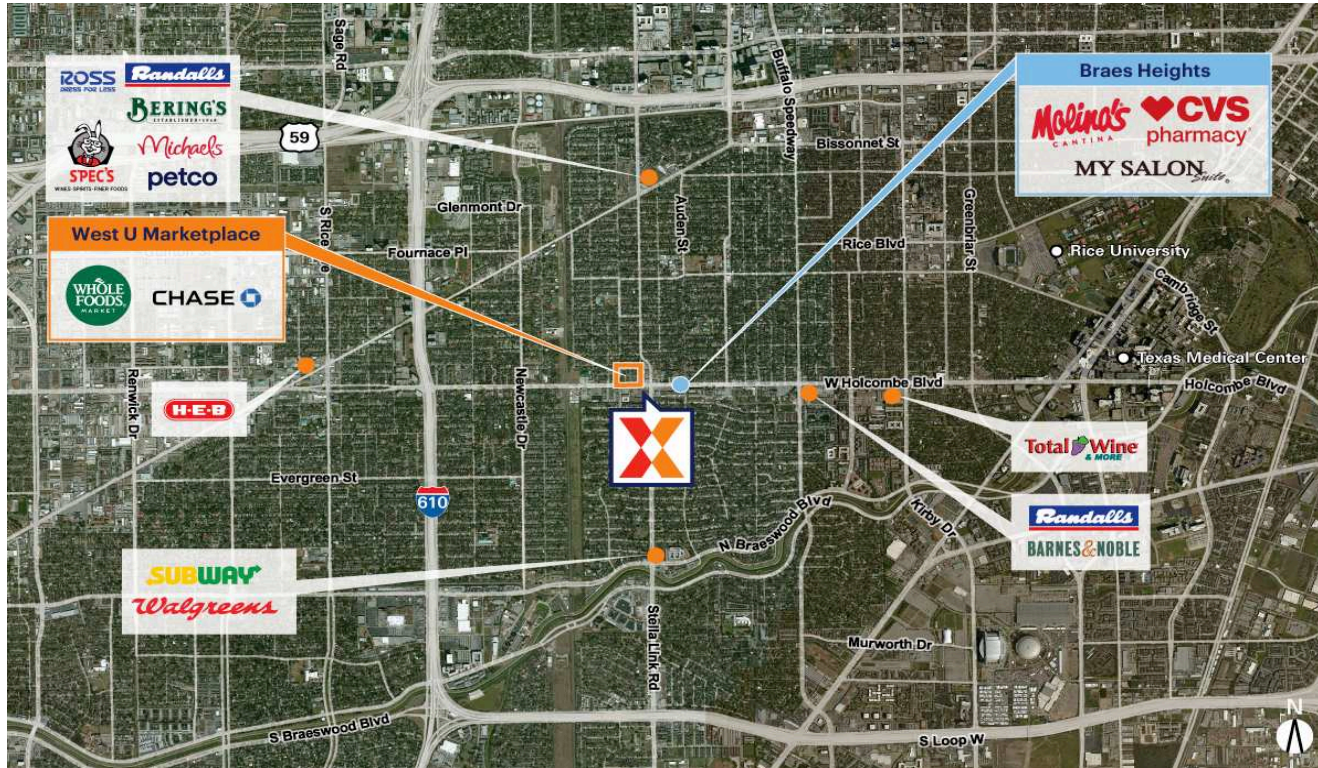 Sage Rd
Buffalo Speedway
ROSS
DRESS FOR LESS
Randalls
BERING'S
ESTABLISHED 1940
SPEC'S
WINES SPIRITS FINER FOODS
Michaels
petco
59
Braes Heights
Molina's
CANTINA
CVS
pharmacy
MY SALON
Suite
Bissonnet St
Glenmont Dr
Auden St
Greenbriar St
S Rice
West U Marketplace
WHOLE
FOODS
MARKET
CHASE
Fournace Pl
Rice Blvd
Rice University
Cambridge St
Texas Medical Center
Renwick Dr
H-E-B
Newcastle Dr
W Holcombe Blvd
Holcombe Blvd
X
Total Wine
& MORE
Evergreen St
610
Randalls
BARNES&NOBLE
N Braeswood Blvd
Kirby Dr
SUBWAY
Walgreens
Stella Link Rd
Murworth Dr
S Braeswood Blvd
S Loop W
N